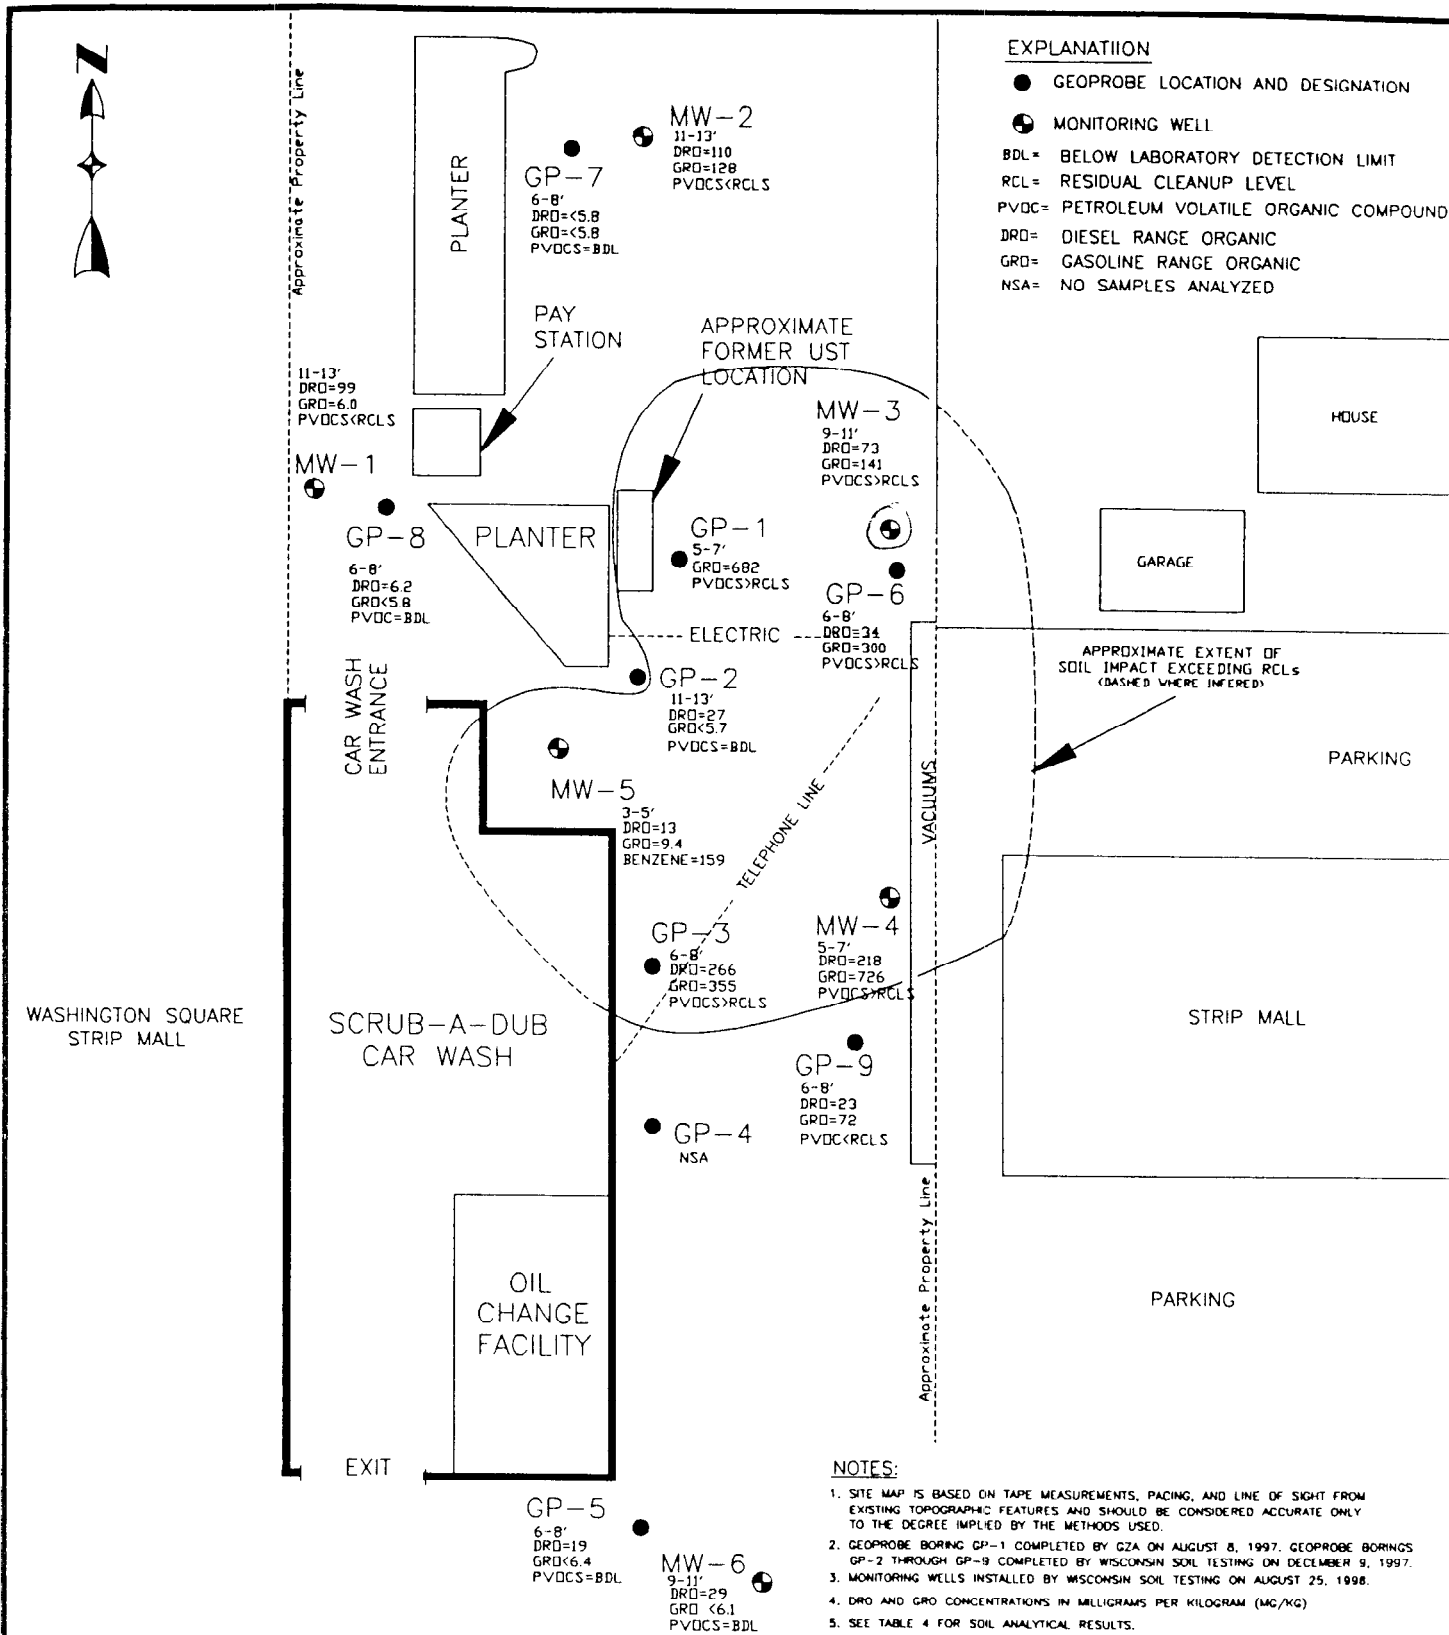 N
Approximate Property Line
PLANTER
MW-2
11-13'
DRO=110
GRO=128
PVOCS<RCLS
GP-7
6-8'
DRO=<5.8
GRO=<5.8
PVOCS=BDL
EXPLANATIION
GEOPROBE LOCATION AND DESIGNATION
MONITORING WELL
BDL= BELOW LABORATORY DETECTION LIMIT
RCL= RESIDUAL CLEANUP LEVEL
PVOC= PETROLEUM VOLATILE ORGANIC COMPOUND
DRO= DIESEL RANGE ORGANIC
GRO= GASOLINE RANGE ORGANIC
NSA= NO SAMPLES ANALYZED
PAY
STATION
APPROXIMATE
FORMER UST
LOCATION
11-13'
DRO=99
GRO=6.0
PVOCS<RCLS
MW-1
MW-3
9-11'
DRO=73
GRO=141
PVOCS>RCLS
HOUSE
GP-8
6-8'
DRO=6.2
GRO<5.8
PVOC=BDL
PLANTER
GP-1
5-7'
GRO=682
PVOCS>RCLS
GP-6
6-8'
DRO=34
GRO=300
PVOCS>RCLS
GARAGE
ELECTRIC
APPROXIMATE EXTENT OF
SOIL IMPACT EXCEEDING RCLs
(DASHED WHERE INFERED)
CAR WASH
ENTRANCE
GP-2
11-13'
DRO=27
GRO<5.7
PVOCS=BDL
MW-5
3-5'
DRO=13
GRO=9.4
BENZENE=159
TELEPHONE LINE
VACUUMS
PARKING
GP-3
6-8'
DRO=266
GRO=355
PVOCS>RCLS
MW-4
5-7'
DRO=218
GRO=726
PVOCS>RCLS
WASHINGTON SQUARE
STRIP MALL
SCRUB-A-DUB
CAR WASH
STRIP MALL
GP-9
6-8'
DRO=23
GRO=72
PVOC<RCLS
GP-4
NSA
Approximate Property Line
OIL
CHANGE
FACILITY
PARKING
EXIT
GP-5
6-8'
DRO=19
GRO<6.4
PVOCS=BDL
MW-6
9-11'
DRO=29
GRO <6.1
PVOCS=BDL
NOTES:
1. SITE MAP IS BASED ON TAPE MEASUREMENTS, PACING, AND LINE OF SIGHT FROM
EXISTING TOPOGRAPHIC FEATURES AND SHOULD BE CONSIDERED ACCURATE ONLY
TO THE DEGREE IMPLIED BY THE METHODS USED.
2. GEOPROBE BORING GP-1 COMPLETED BY GZA ON AUGUST 8, 1997. GEOPROBE BORINGS
GP-2 THROUGH GP-9 COMPLETED BY WISCONSIN SOIL TESTING ON DECEMBER 9, 1997.
3. MONITORING WELLS INSTALLED BY WISCONSIN SOIL TESTING ON AUGUST 25, 1998.
4. DRO AND GRO CONCENTRATIONS IN MILLIGRAMS PER KILOGRAM (MG/KG)
5. SEE TABLE 4 FOR SOIL ANALYTICAL RESULTS.